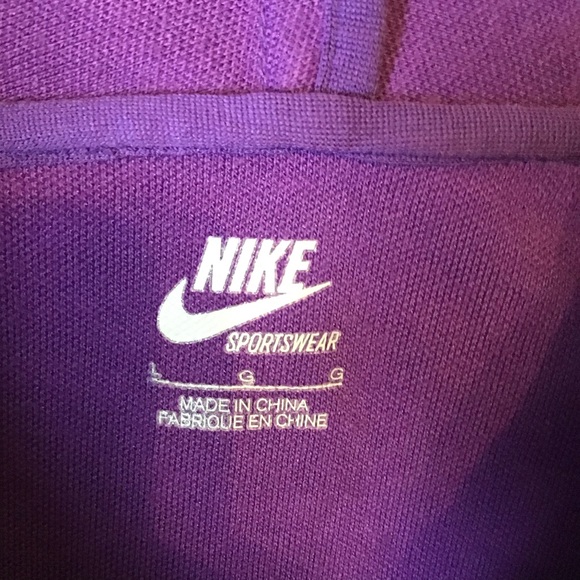 NIKE
SPORTSWEAR
L G G
MADE IN CHINA
FABRIQUE EN CHINE